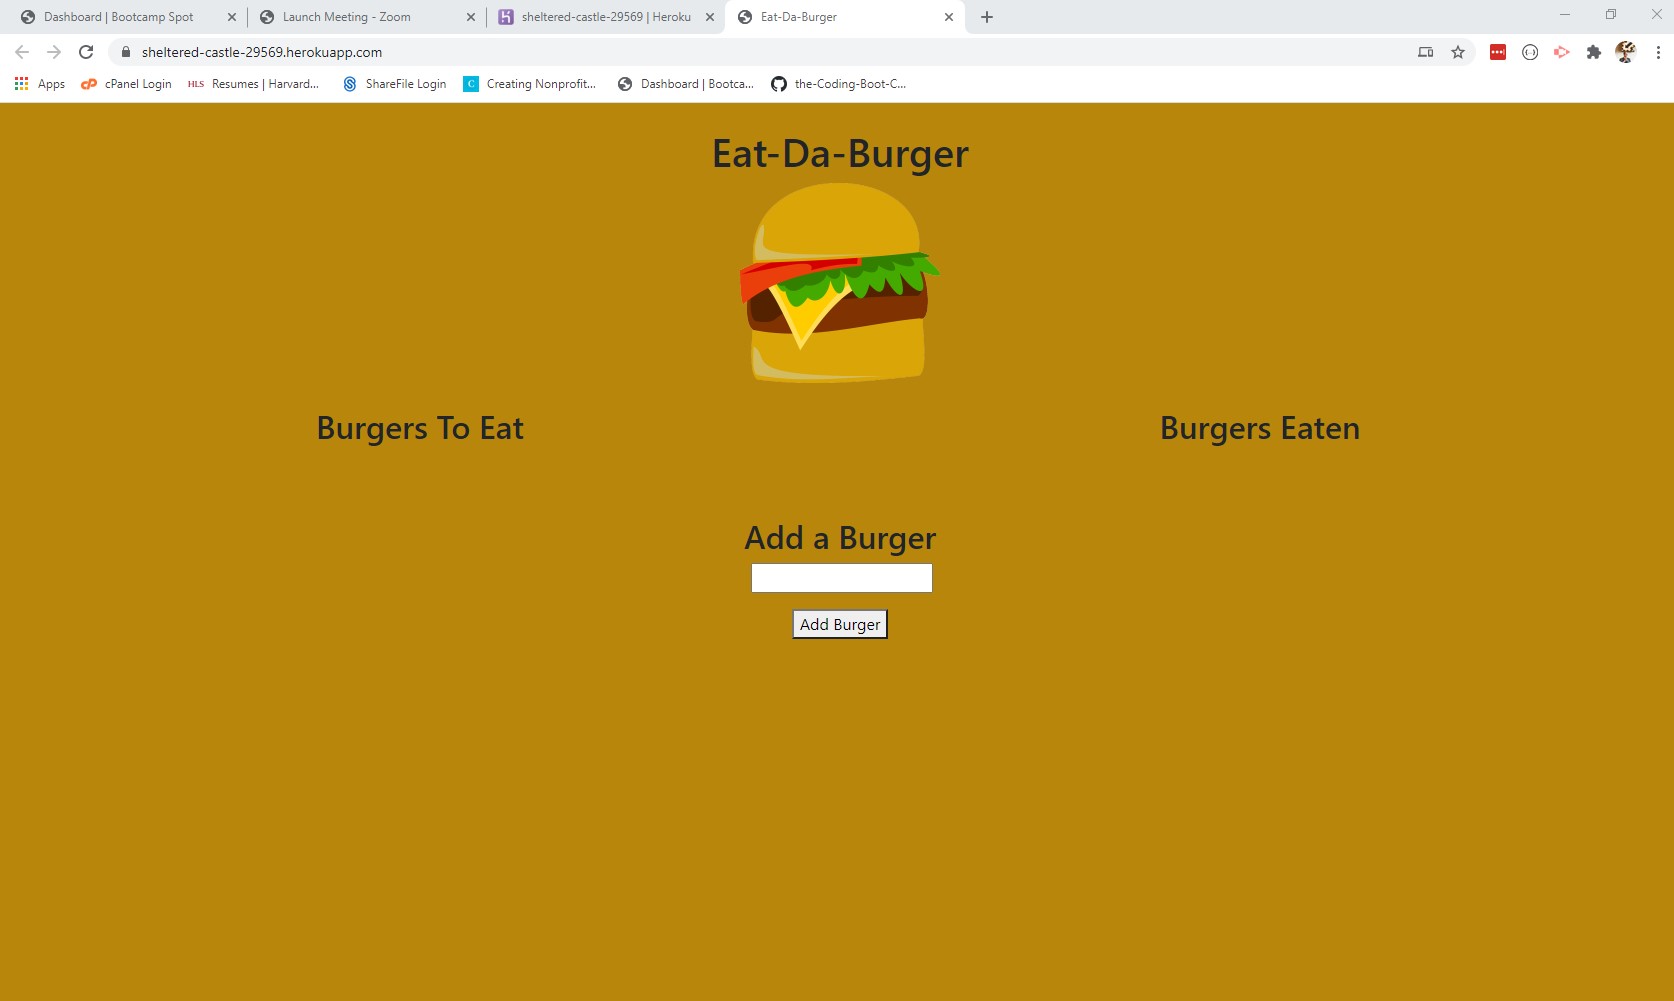 Dashboard | Bootcamp Spot
Launch Meeting - Zoom
sheltered-castle-29569 | Heroku
Eat-Da-Burger
sheltered-castle-29569.herokuapp.com
Apps
cPanel Login
HLS Resumes | Harvard...
ShareFile Login
C Creating Nonprofit...
Dashboard | Bootca...
the-Coding-Boot-C...
Eat-Da-Burger
Burgers To Eat
Burgers Eaten
Add a Burger
Add Burger